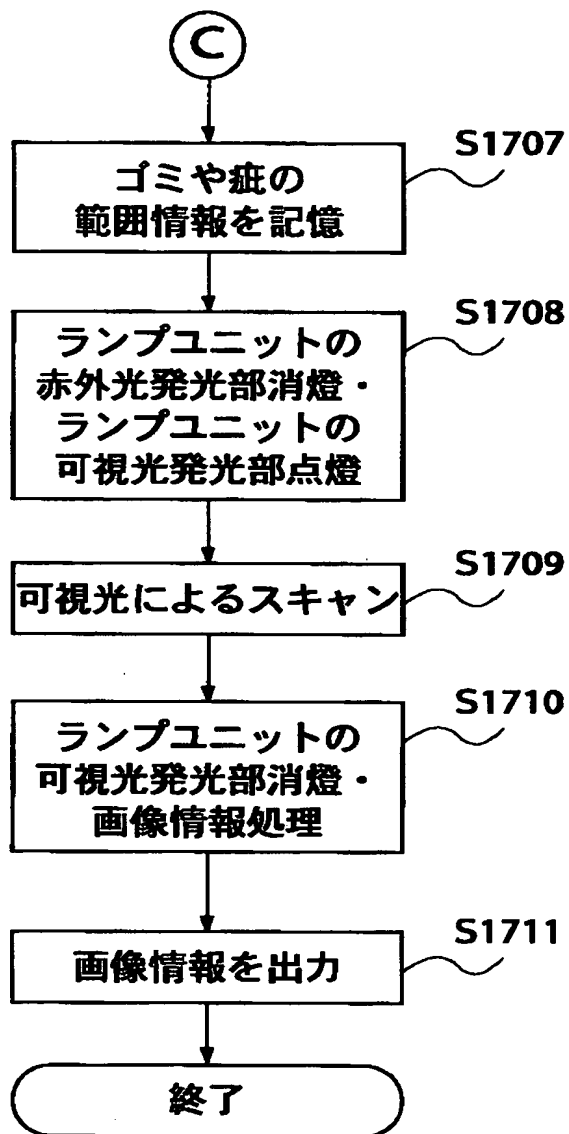 C
S1707
ゴミや疵の
範囲情報を記憶
S1708
ランプユニットの
赤外光発光部消燈・
ランプユニットの
可視光発光部点燈
S1709
可視光によるスキャン
S1710
ランプユニットの
可視光発光部消燈・
画像情報処理
S1711
画像情報を出力
終了